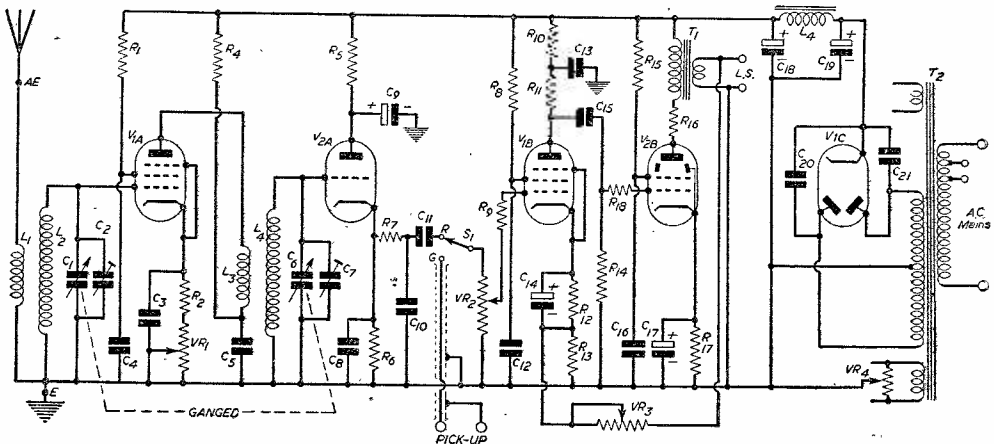 R1
R4
R5
R10
C13
R11
R8
C15
R15
T1
L.S.
R16
L4
C18
C19
T2
AE
V1A
V2A
C9
V1B
V2B
V1C
C20
C21
A.C.
Mains
L1
L2
C1
C2
C3
R2
VR1
C4
L3
C5
L4
C6
C7
C8
R6
R7
C11
R
S1
G
C10
VR2
R9
C14
R12
R13
C12
R18
R14
C16
C17
R17
VR3
VR4
E
GANGED
PICK-UP
+ -
+
-
+
-
+
+
-